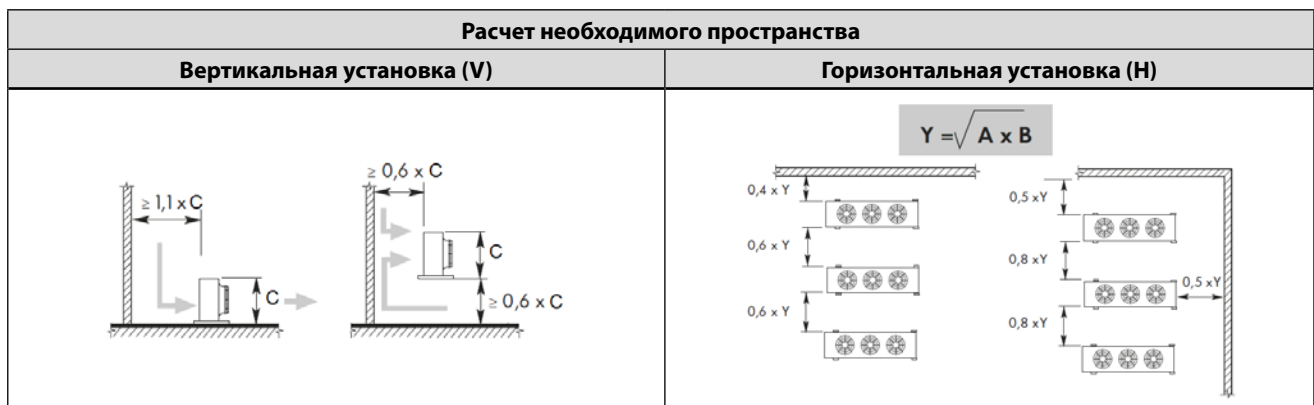 Расчет необходимого пространства
Вертикальная установка (V)
Горизонтальная установка (H)
≥ 1,1 x C
C
≥ 0,6 x C
C
≥ 0,6 x C
Y =√ A x B
0,4 x Y
0,6 x Y
0,6 x Y
0,5 xY
0,8 xY
0,5 xY
0,8 xY